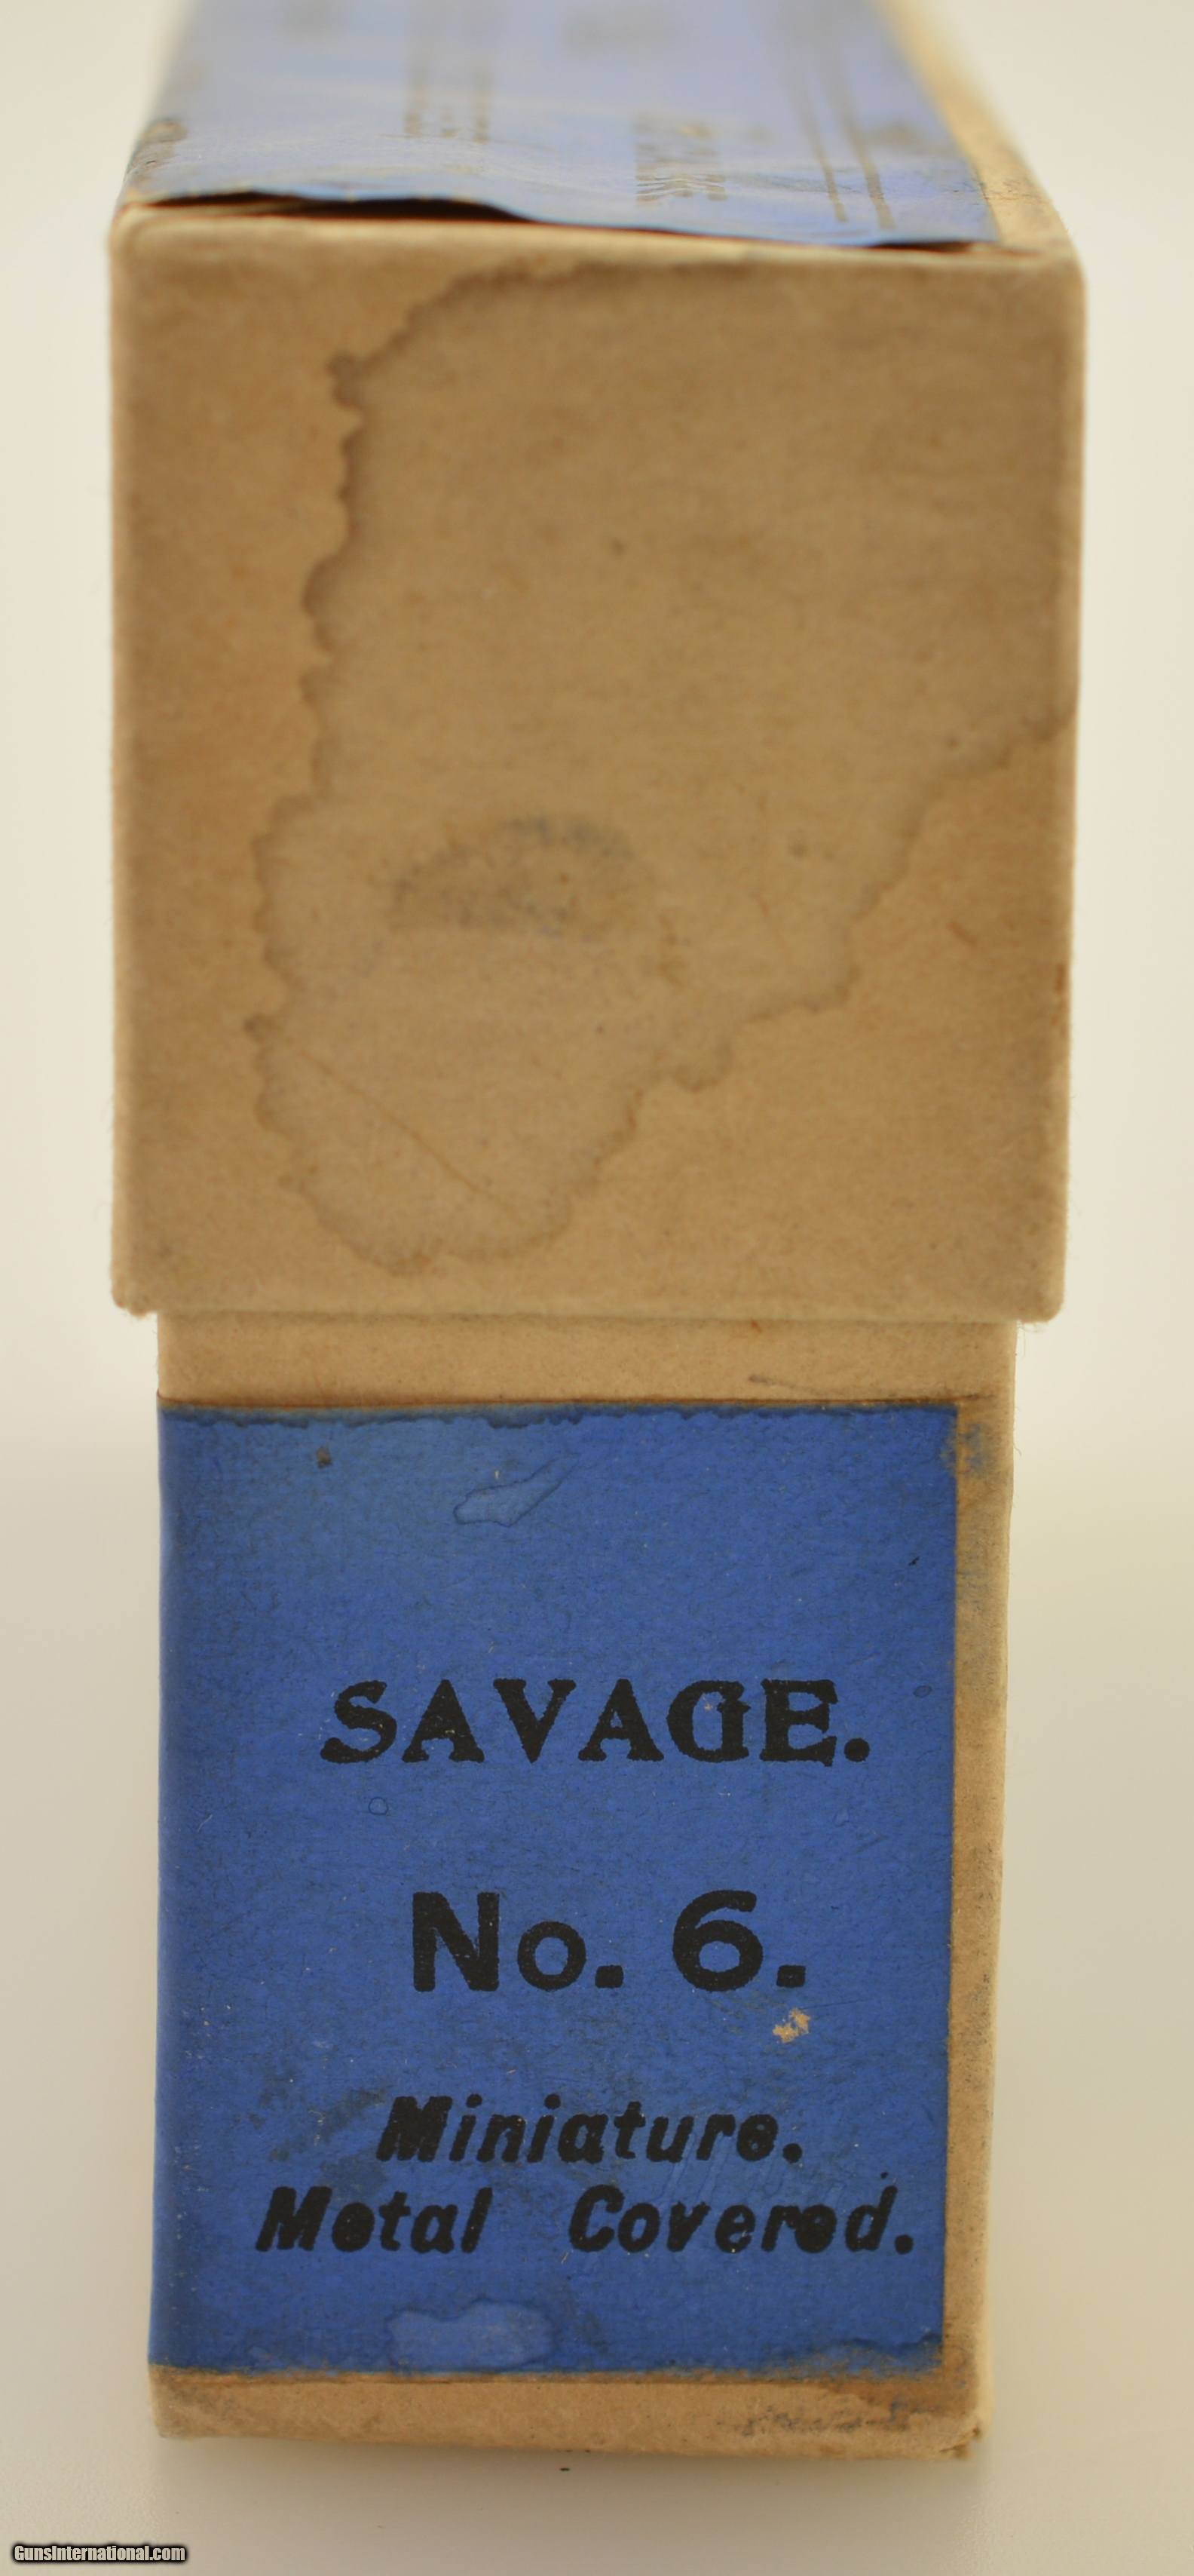 SAVAGE.
No. 6.
Miniature.
Metal Covered.
GunsInternational.com